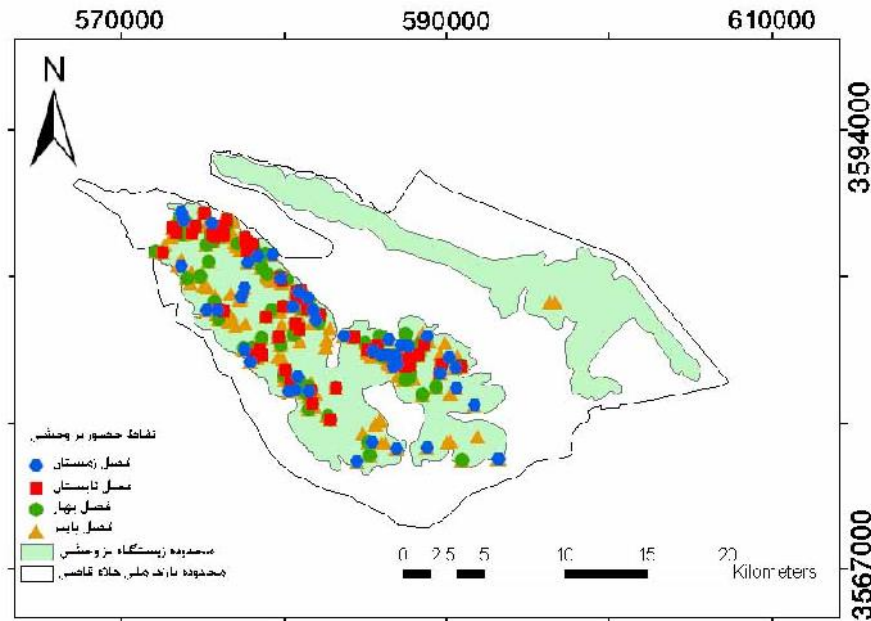 570000 590000 610000
N
3594000
نقاط حضور بز وحشی
فصل زمستان
فصل تابستان
فصل بهار
فصل پاییز
محدوده زیستگاه بز وحشی
محدوده پارک ملی کلاه قاضی
0 2.5 5 10 15 20
Kilometers
3567000